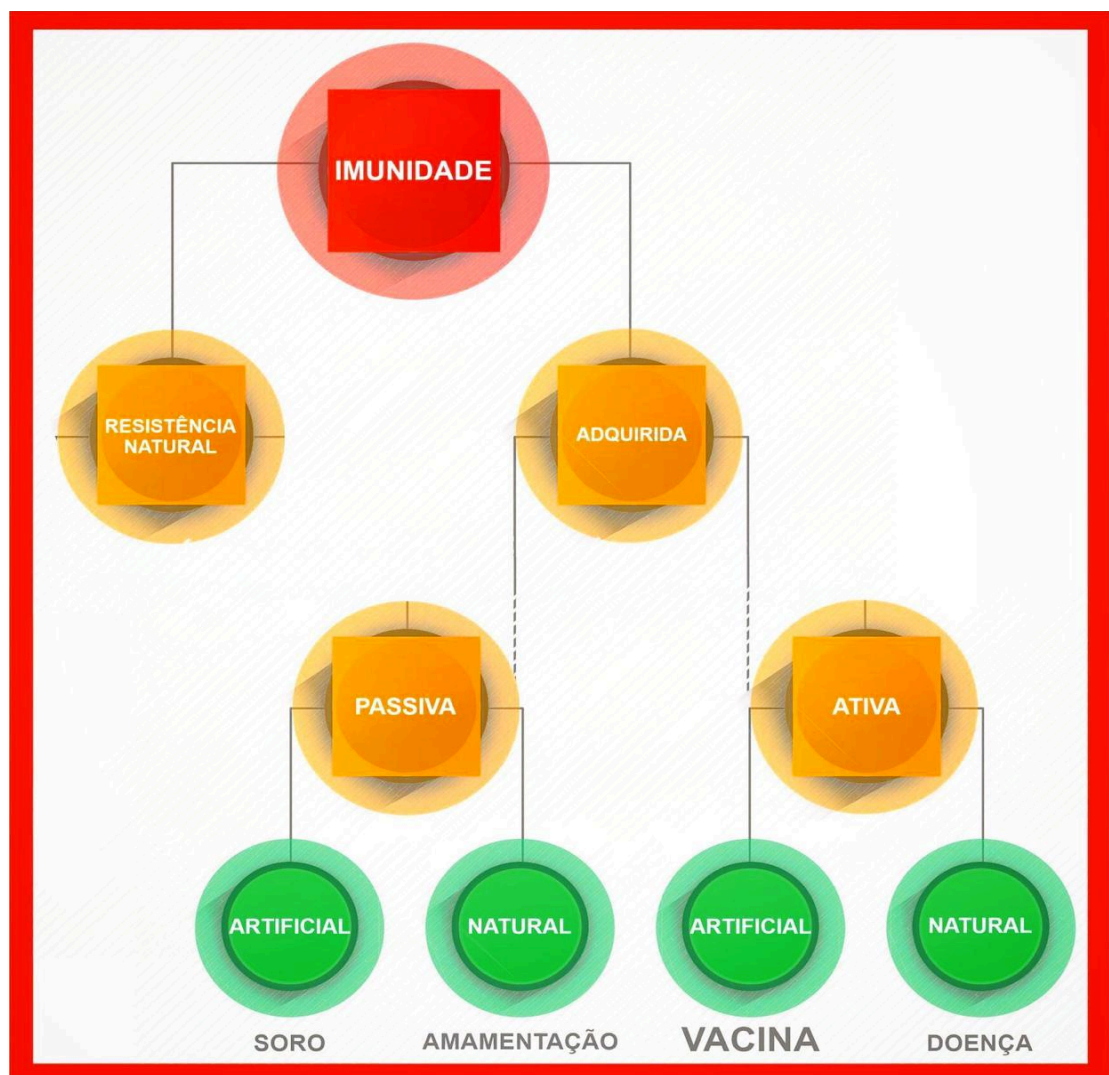 IMUNIDADE
RESISTÊNCIA
NATURAL
ADQUIRIDA
PASSIVA
ATIVA
ARTIFICIAL
NATURAL
ARTIFICIAL
NATURAL
SORO
AMAMENTAÇÃO
VACINA
DOENÇA